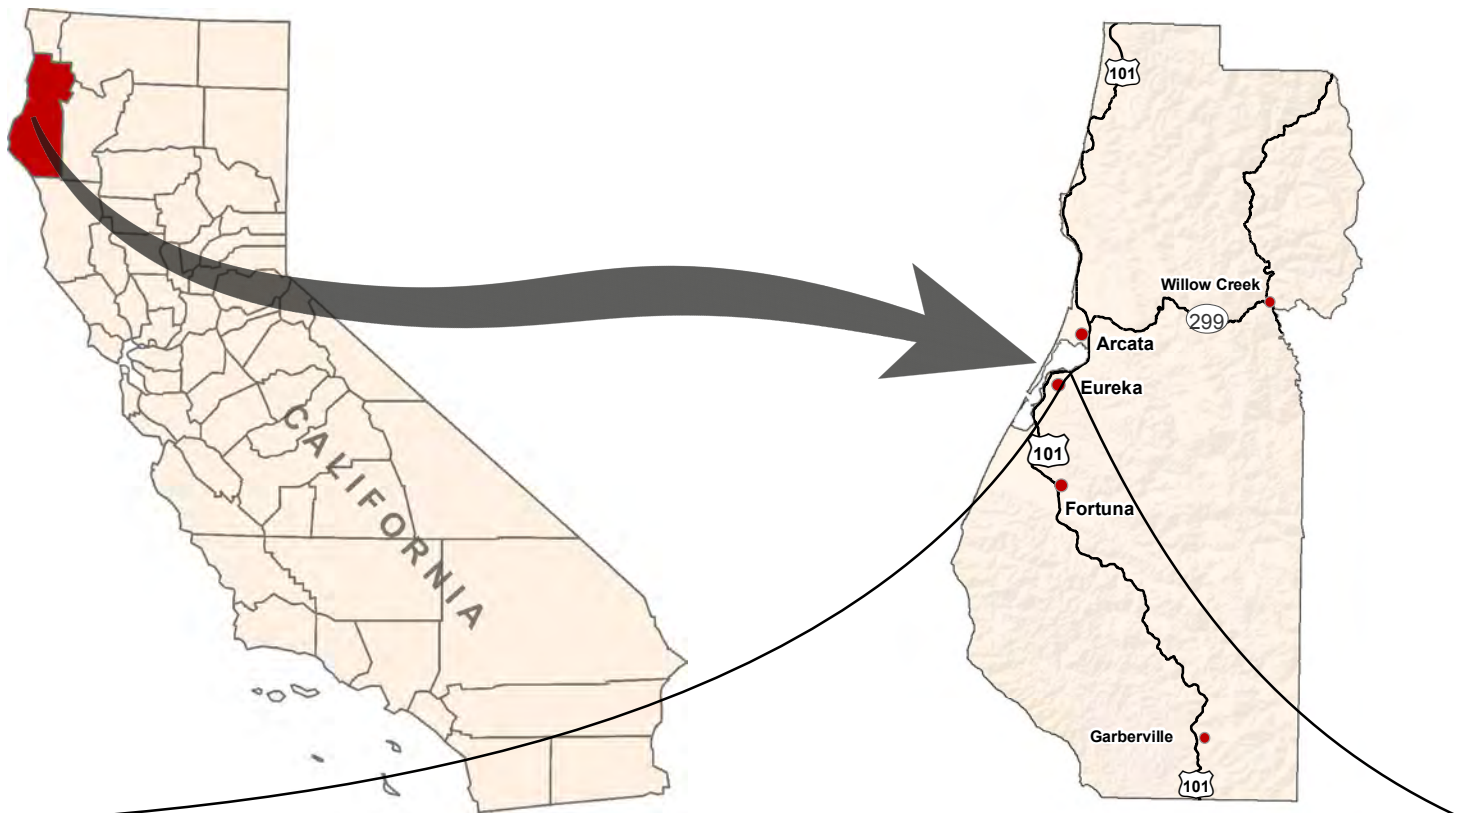 CALIFORNIA
101
Willow Creek
299
Arcata
Eureka
101
Fortuna
Garberville
101